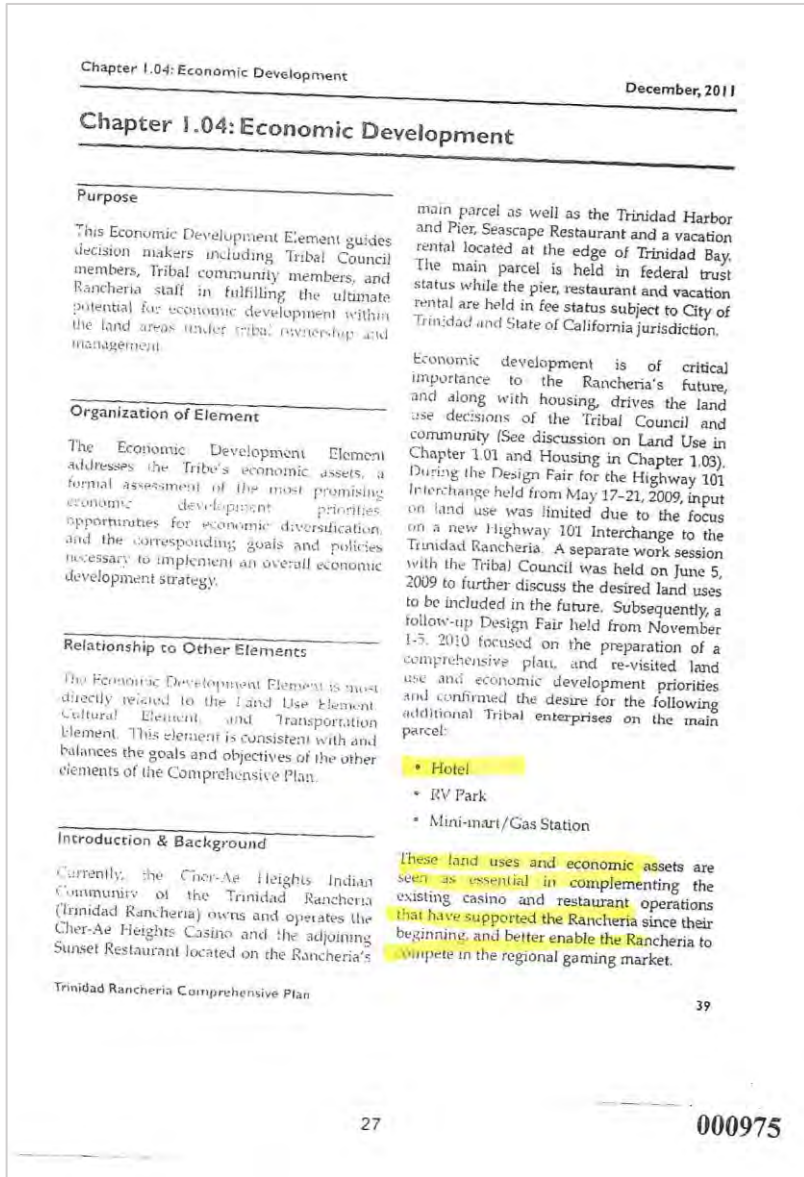 Chapter 1.04: Economic Development
December, 2011
Chapter 1.04: Economic Development
Purpose
This Economic Development Element guides
decision makers including Tribal Council
members, Tribal community members, and
Rancheria staff in fulfilling the ultimate
potential for economic development within
the land areas under tribal ownership and
management.
Organization of Element
The Economic Development Element
addresses the Tribe's economic assets, a
formal assessment of the most promising
economic development priorities,
opportunities for economic diversification,
and the corresponding goals and policies
necessary to implement an overall economic
development strategy.
Relationship to Other Elements
The Economic Development Element is most
directly related to the Land Use Element,
Cultural Element, and Transportation
Element. This element is consistent with and
balances the goals and objectives of the other
elements of the Comprehensive Plan.
Introduction & Background
Currently, the Cher-Ae Heights Indian
Community of the Trinidad Rancheria
(Trinidad Rancheria) owns and operates the
Cher-Ae Heights Casino and the adjoining
Sunset Restaurant located on the Rancheria's
main parcel as well as the Trinidad Harbor
and Pier, Seascape Restaurant and a vacation
rental located at the edge of Trinidad Bay.
The main parcel is held in federal trust
status while the pier, restaurant and vacation
rental are held in fee status subject to City of
Trinidad and State of California jurisdiction.
Economic development is of critical
importance to the Rancheria's future,
and along with housing, drives the land
use decisions of the Tribal Council and
community (See discussion on Land Use in
Chapter 1.01 and Housing in Chapter 1.03).
During the Design Fair for the Highway 101
Interchange held from May 17-21, 2009, input
on land use was limited due to the focus
on a new Highway 101 Interchange to the
Trinidad Rancheria. A separate work session
with the Tribal Council was held on June 5,
2009 to further discuss the desired land uses
to be included in the future. Subsequently, a
follow-up Design Fair held from November
1-5, 2010 focused on the preparation of a
comprehensive plan, and re-visited land
use and economic development priorities
and confirmed the desire for the following
additional Tribal enterprises on the main
parcel:
• Hotel
• RV Park
• Mini-mart/Gas Station
These land uses and economic assets are
seen as essential in complementing the
existing casino and restaurant operations
that have supported the Rancheria since their
beginning, and better enable the Rancheria to
compete in the regional gaming market.
Trinidad Rancheria Comprehensive Plan
39
27
000975